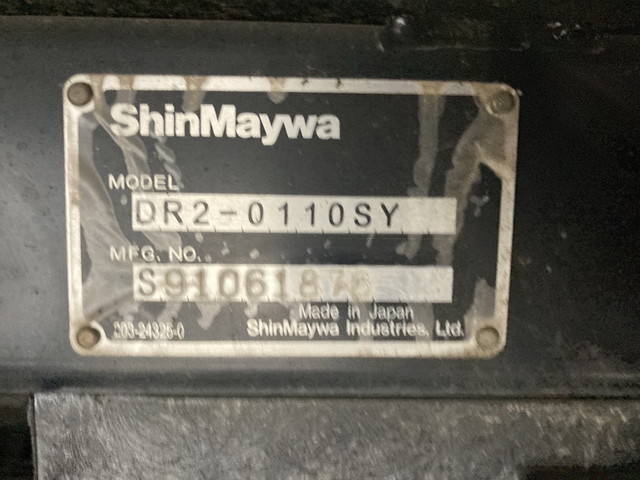 ShinMaywa
MODEL
DR2-0110SY
MFG. NO.
Made in Japan
203-24326-0
ShinMaywa Industries, Ltd.